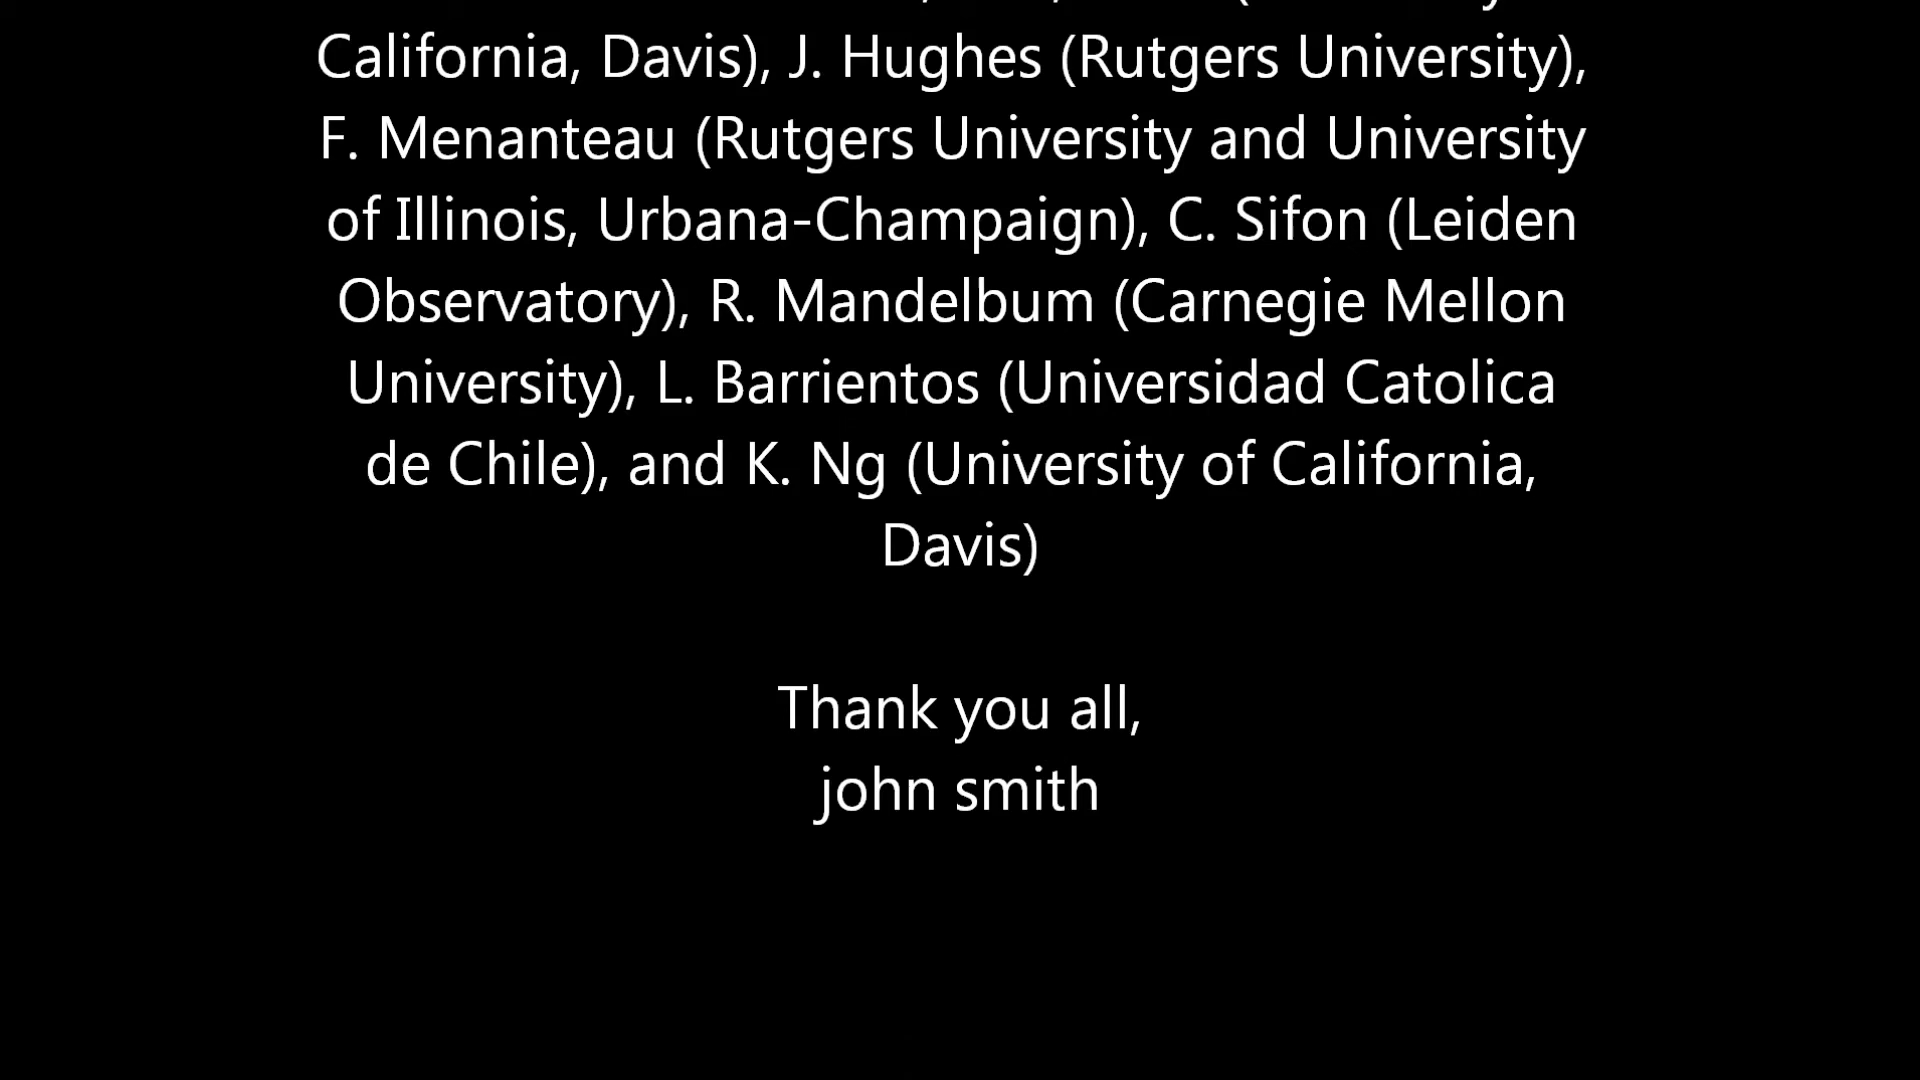 California, Davis), J. Hughes (Rutgers University),
F. Menanteau (Rutgers University and University
of Illinois, Urbana-Champaign), C. Sifon (Leiden
Observatory), R. Mandelbum (Carnegie Mellon
University), L. Barrientos (Universidad Catolica
de Chile), and K. Ng (University of California,
Davis)
Thank you all,
john smith